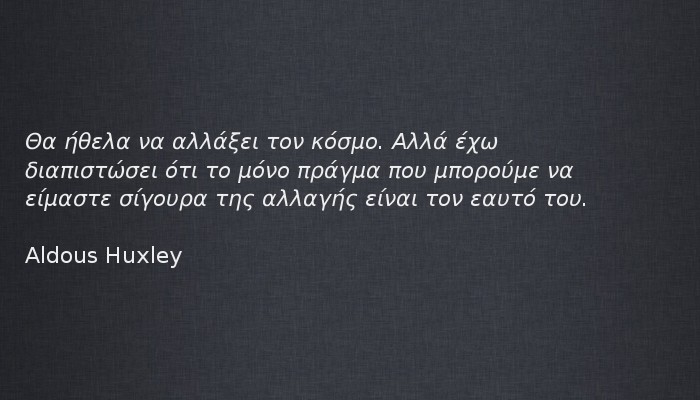 Θα ήθελα να αλλάξει τον κόσμο. Αλλά έχω
διαπιστώσει ότι το μόνο πράγμα που μπορούμε να
είμαστε σίγουρα της αλλαγής είναι τον εαυτό του.
Aldous Huxley